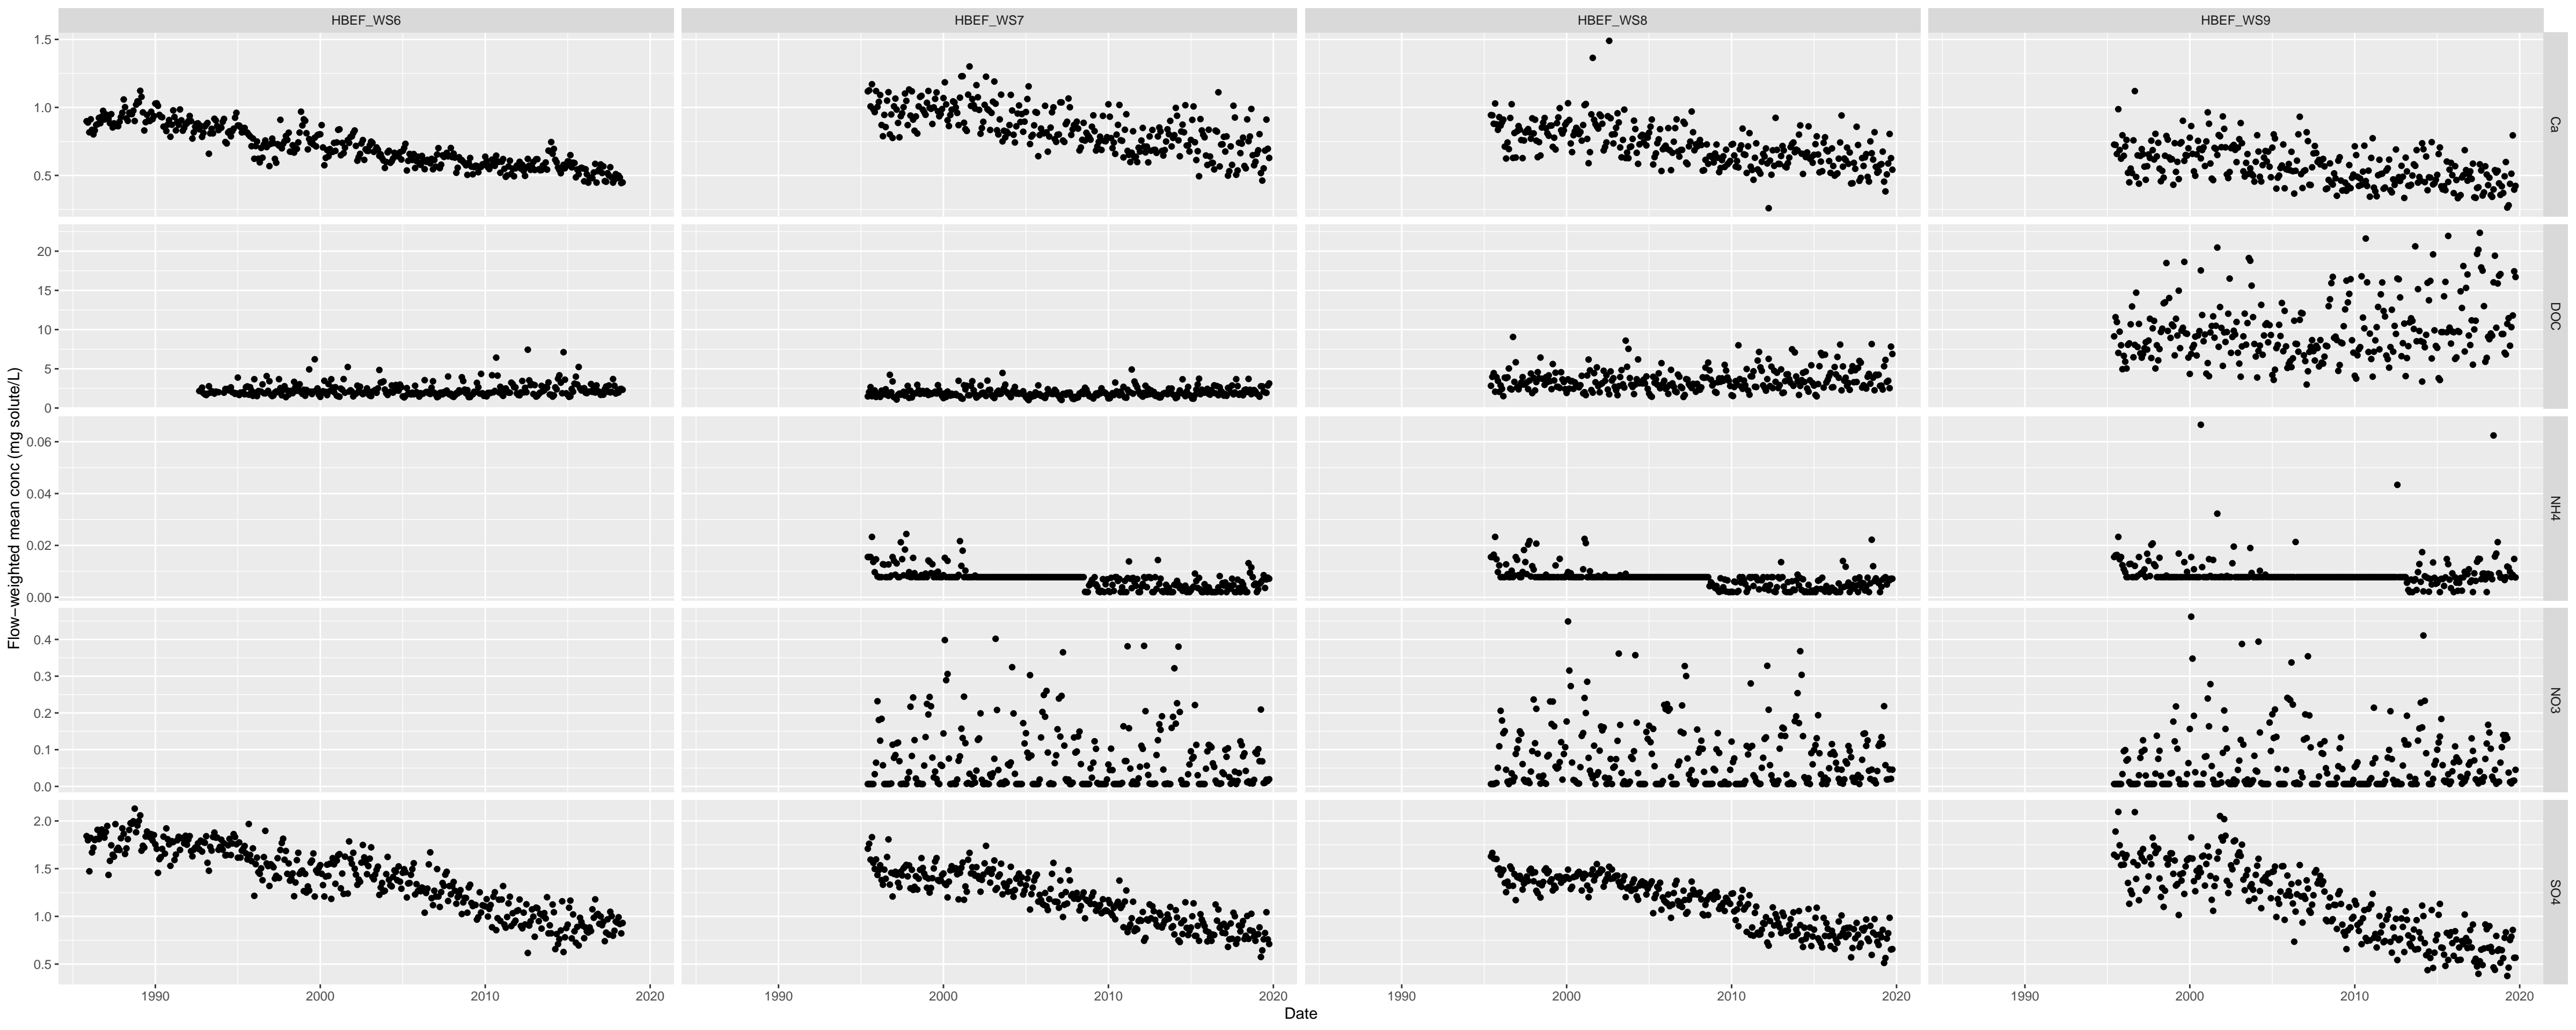 HBEF_WS6 HBEF_WS7 HBEF_WS8 HBEF_WS9
Flow−weighted mean conc (mg solute/L)
1.5
1.0
0.5
Ca
20
15
10
5
0
DOC
0.06
0.04
0.02
0.00
NH4
0.4
0.3
0.2
0.1
0.0
NO3
2.0
1.5
1.0
0.5
SO4
1990 2000 2010 2020 1990 2000 2010 2020 1990 2000 2010 2020 1990 2000 2010 2020
Date